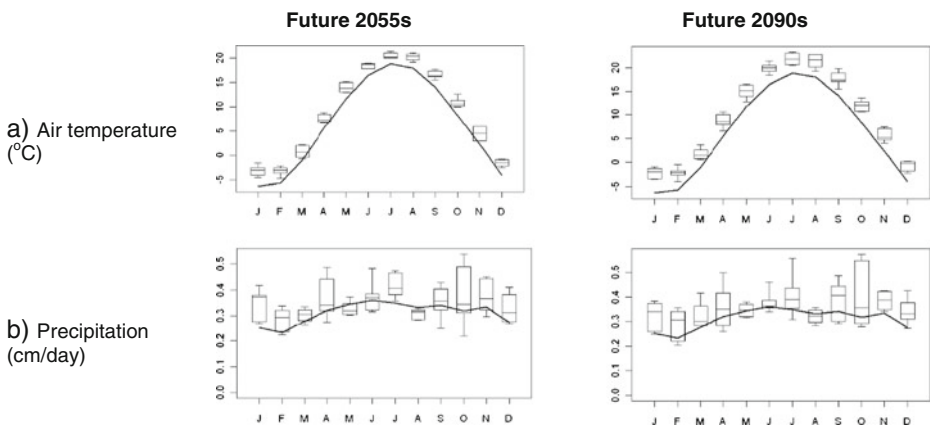 Future 2055s
Future 2090s
a) Air temperature
(°C)
20
15
10
5
0
-5
J F M A M J J A S O N D
20
15
10
5
0
-5
J F M A M J J A S O N D
b) Precipitation
(cm/day)
0.5
0.4
0.3
0.2
0.1
0.0
J F M A M J J A S O N D
0.5
0.4
0.3
0.2
0.1
0.0
J F M A M J J A S O N D